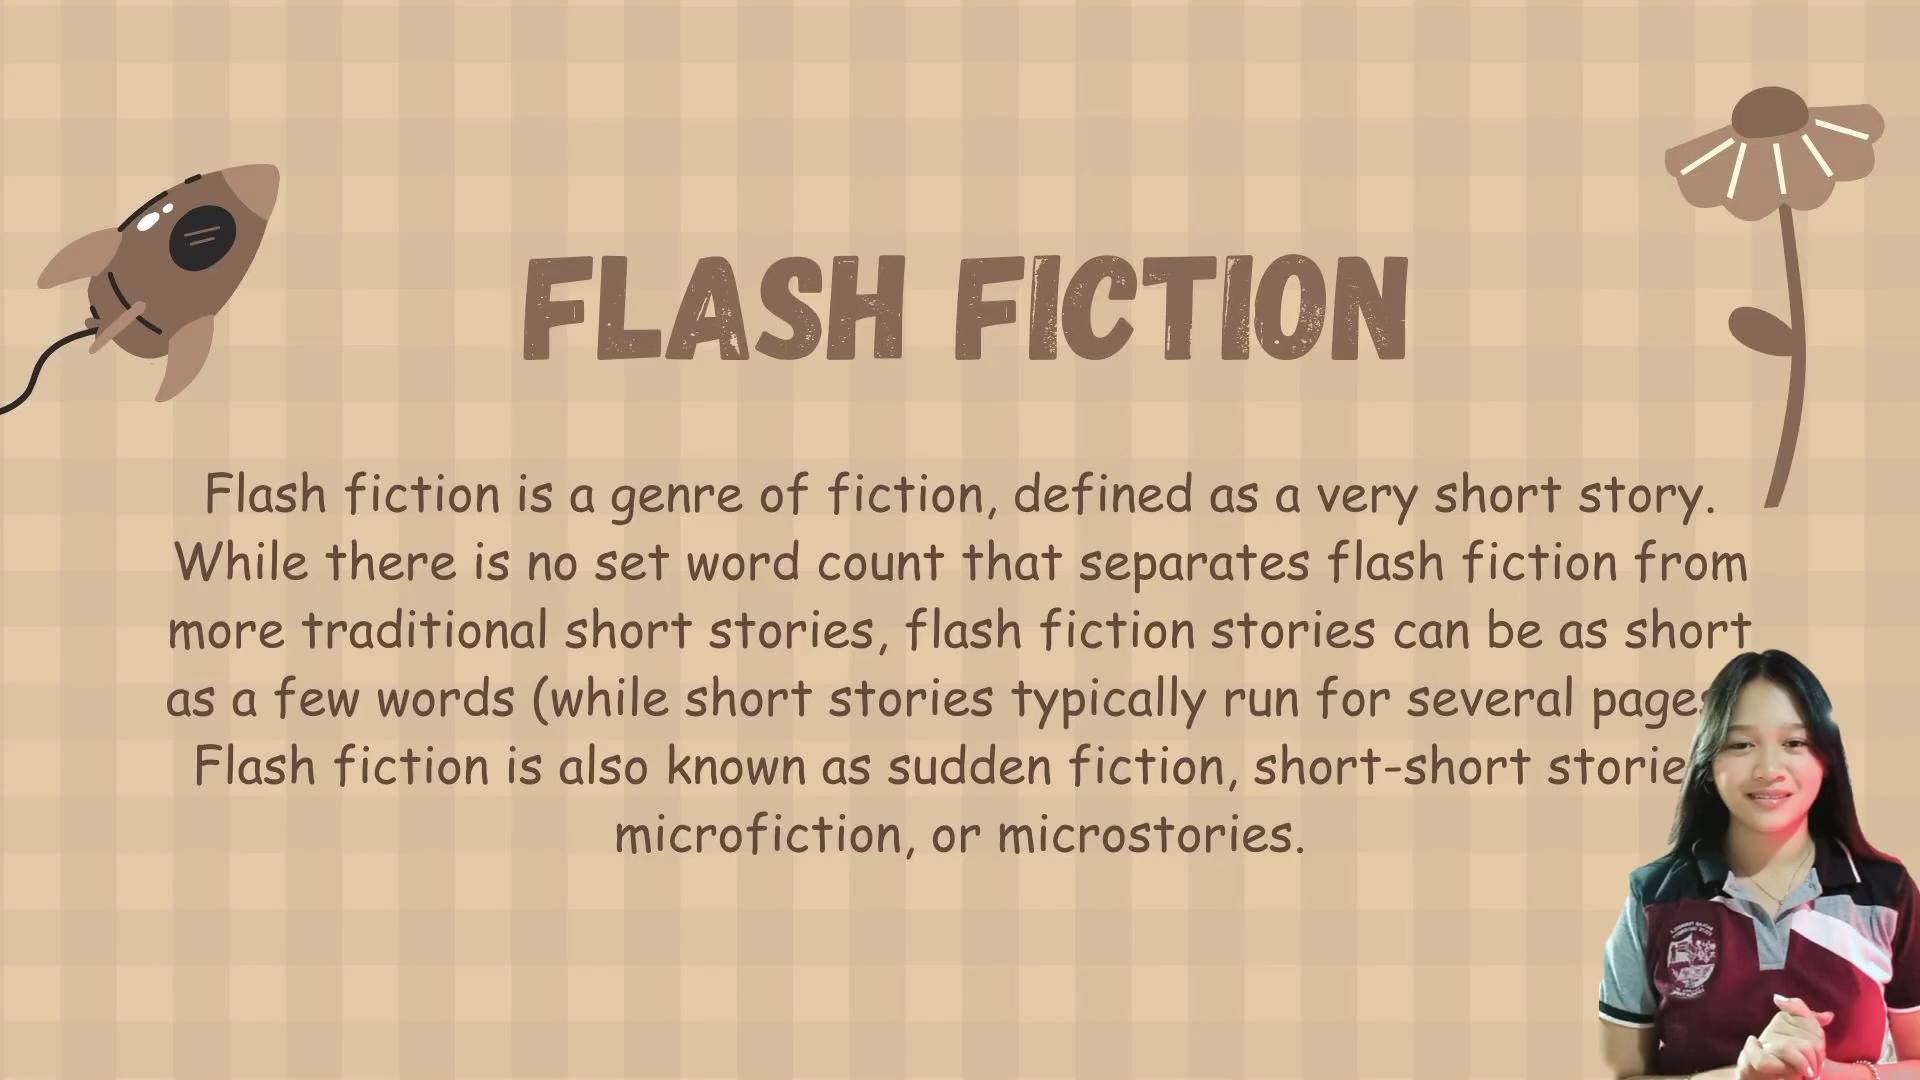 FLASH FICTION
Flash fiction is a genre of fiction, defined as a very short story.
While there is no set word count that separates flash fiction from
more traditional short stories, flash fiction stories can be as short
as a few words (while short stories typically run for several pages
Flash fiction is also known as sudden fiction, short-short storie
microfiction, or microstories.